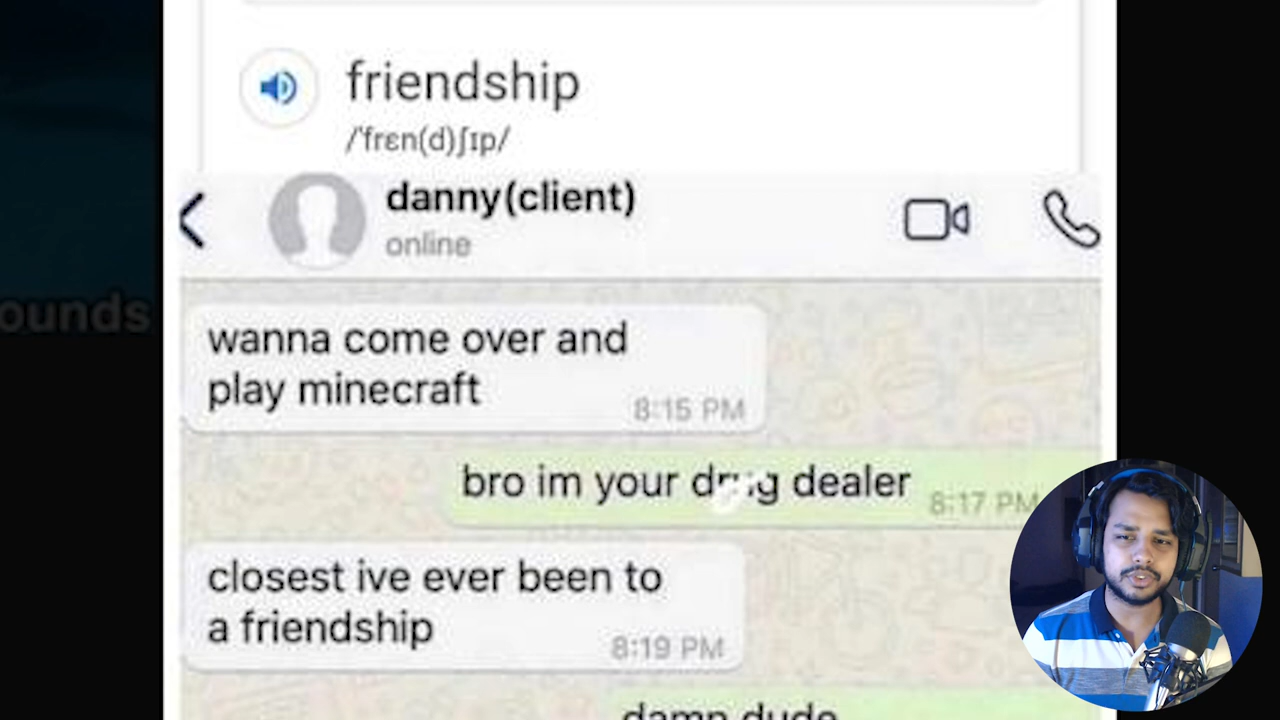 friendship
/ˈfrɛn(d)ʃɪp/
danny(client)
online
wanna come over and
play minecraft
8:15 PM
ounds
bro im your drug dealer
8:17 PM
closest ive ever been to
a friendship
8:19 PM
damn dude